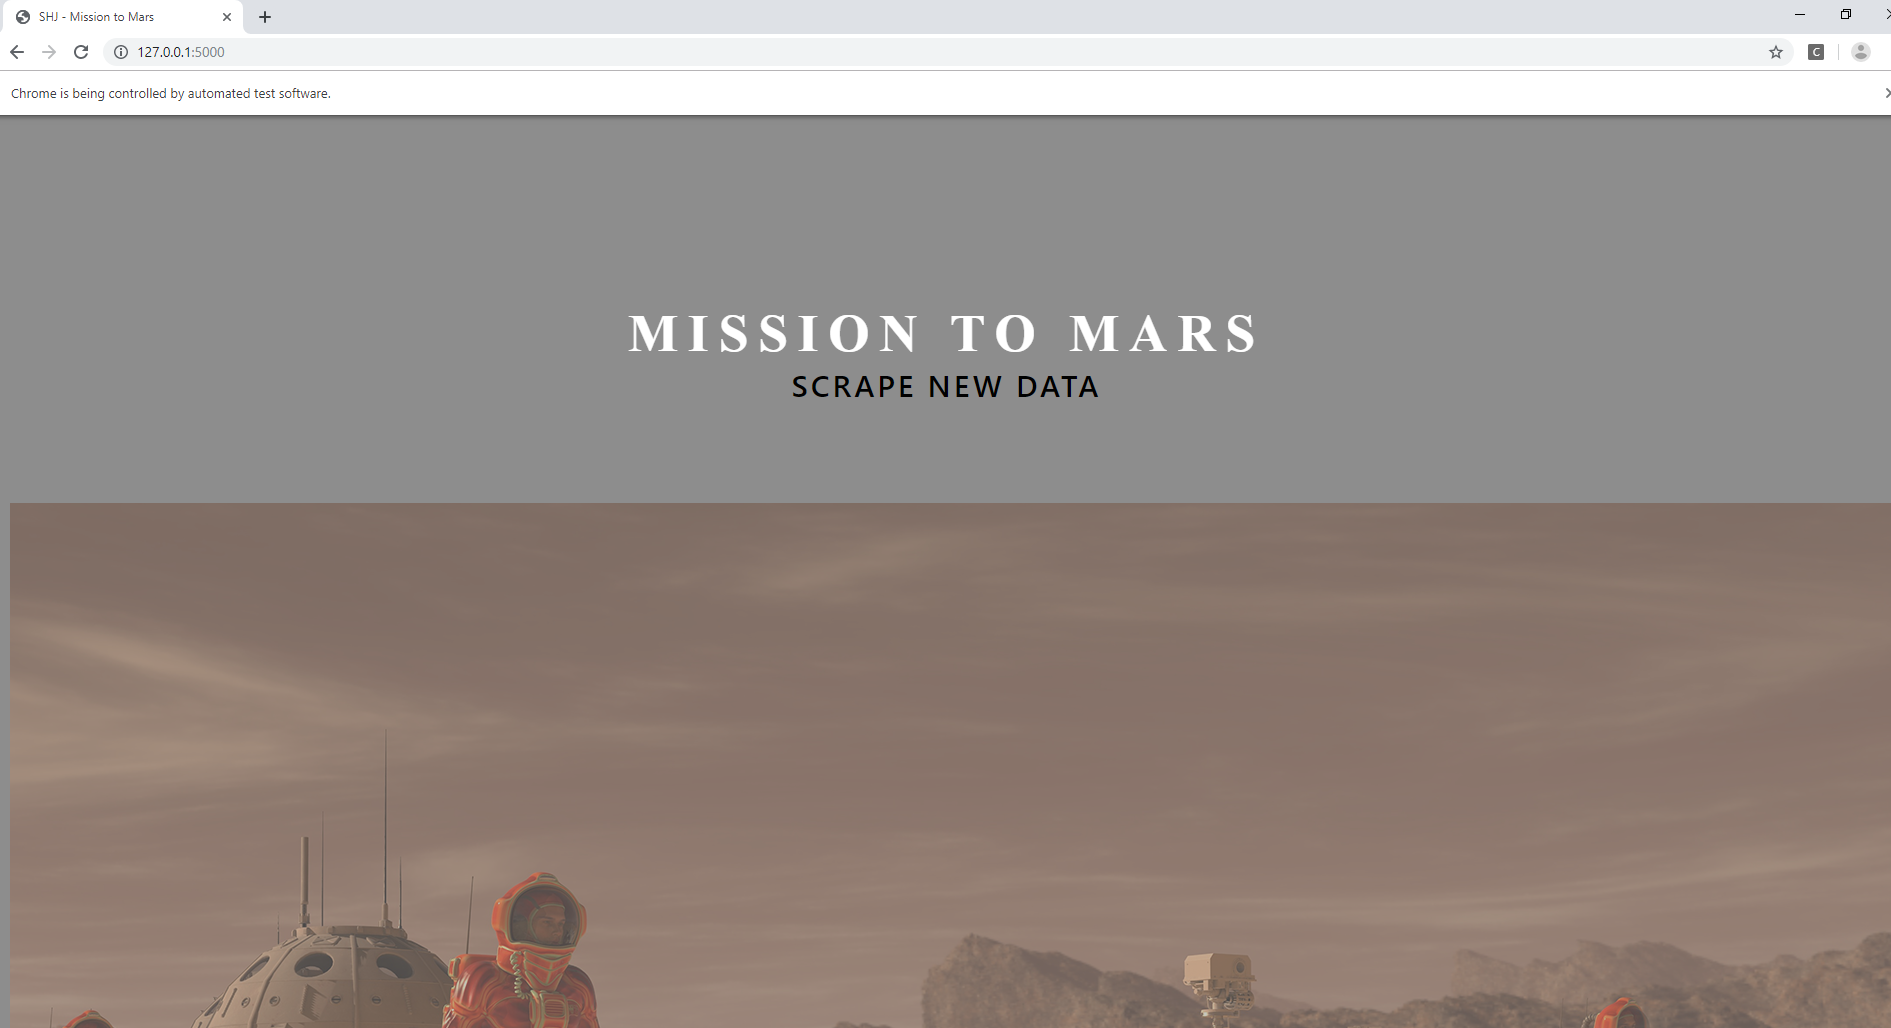 SHJ - Mission to Mars
127.0.0.1:5000
C
Chrome is being controlled by automated test software.
MISSION TO MARS
SCRAPE NEW DATA